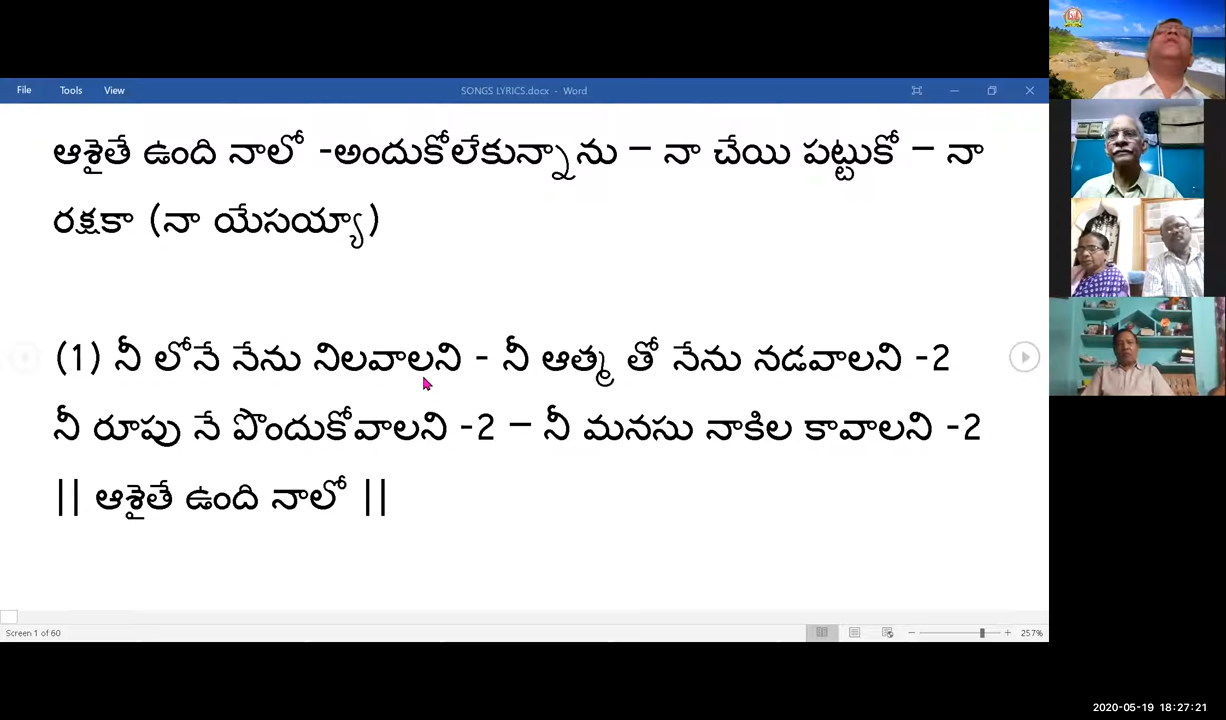 File Tools View SONGS LYRICS.docx - Word
ఆశైతే ఉంది నాలో -అందుకోలేకున్నాను – నా చేయి పట్టుకో – నా
రక్షకా (నా యేసయ్యా)
(1) నీ లోనే నేను నిలవాలని - నీ ఆత్మ తో నేను నడవాలని -2
నీ రూపు నే పొందుకోవాలని -2 – నీ మనసు నాకిల కావాలని -2
|| ఆశైతే ఉంది నాలో ||
Screen 1 of 60 257%
2020-05-19 18:27:21